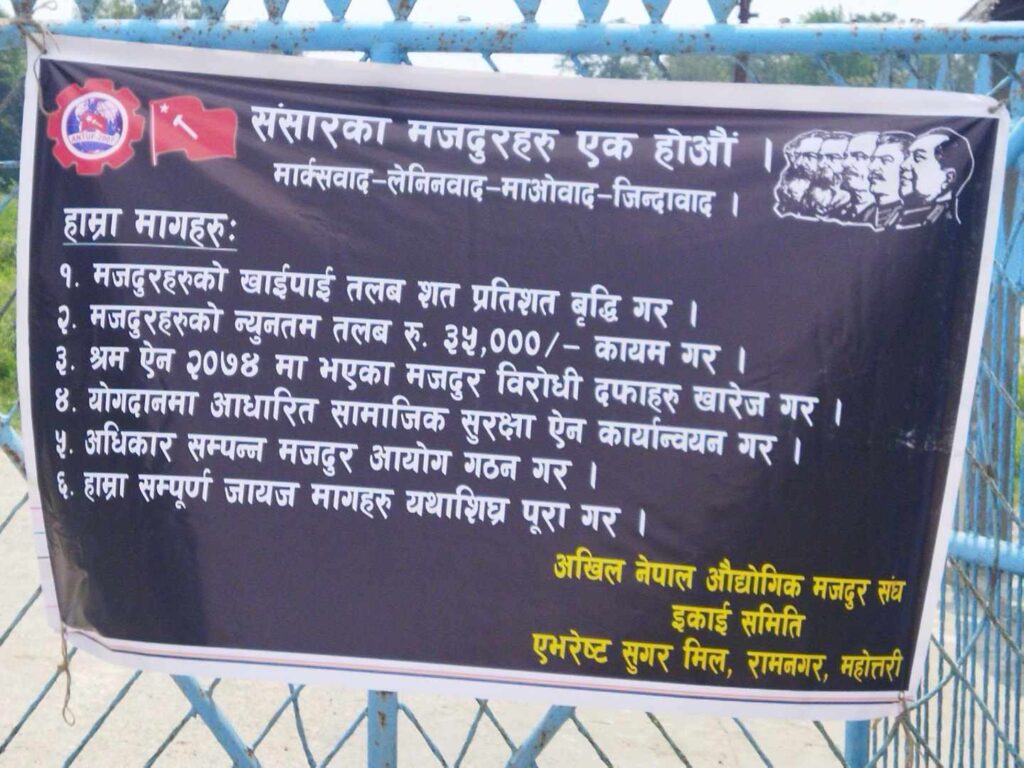 ANTUF 2007
संसारका मजदुरहरु एक होऔं ।
मार्क्सवाद-लेनिनवाद-माओवाद-जिन्दावाद ।
हाम्रा मागहरु:
१. मजदुरहरुको खाईपाई तलब शत प्रतिशत बृद्धि गर ।
२. मजदुरहरुको न्युनतम तलब रु. ३५,०००/- कायम गर ।
३. श्रम ऐन २०७४ मा भएका मजदुर विरोधी दफाहरु खारेज गर ।
४. योगदानमा आधारित सामाजिक सुरक्षा ऐन कार्यान्वयन गर ।
५. अधिकार सम्पन्न मजदुर आयोग गठन गर ।
६. हाम्रा सम्पूर्ण जायज मागहरु यथाशिघ्र पूरा गर ।
अखिल नेपाल औद्योगिक मजदुर संघ
इकाई समिति
एभरेष्ट सुगर मिल, रामनगर, महोत्तरी